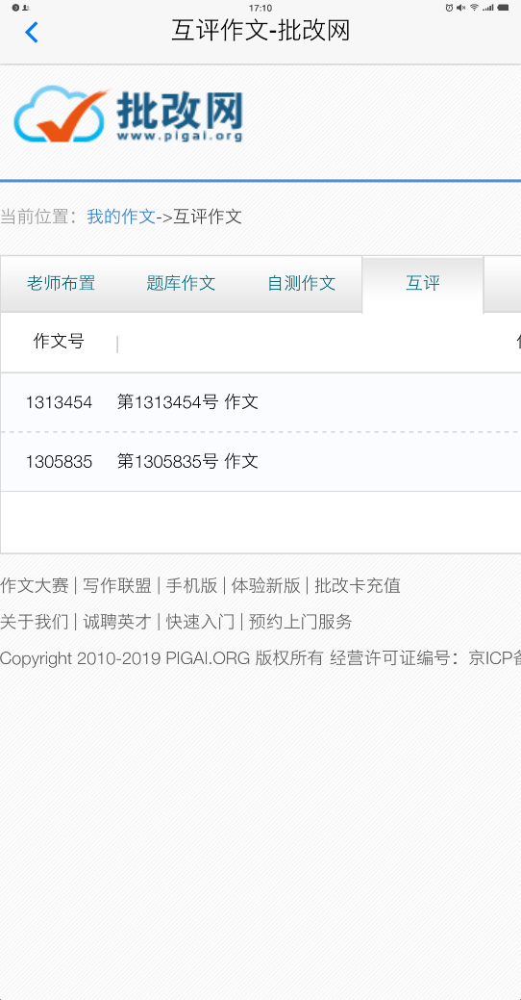 17:10
互评作文-批改网
批改网
www.pigai.org
当前位置：我的作文->互评作文
老师布置 题库作文 自测作文 互评
作文号 |
1313454 第1313454号 作文
1305835 第1305835号 作文
作文大赛 | 写作联盟 | 手机版 | 体验新版 | 批改卡充值
关于我们 | 诚聘英才 | 快速入门 | 预约上门服务
Copyright 2010-2019 PIGAI.ORG 版权所有 经营许可证编号：京ICP